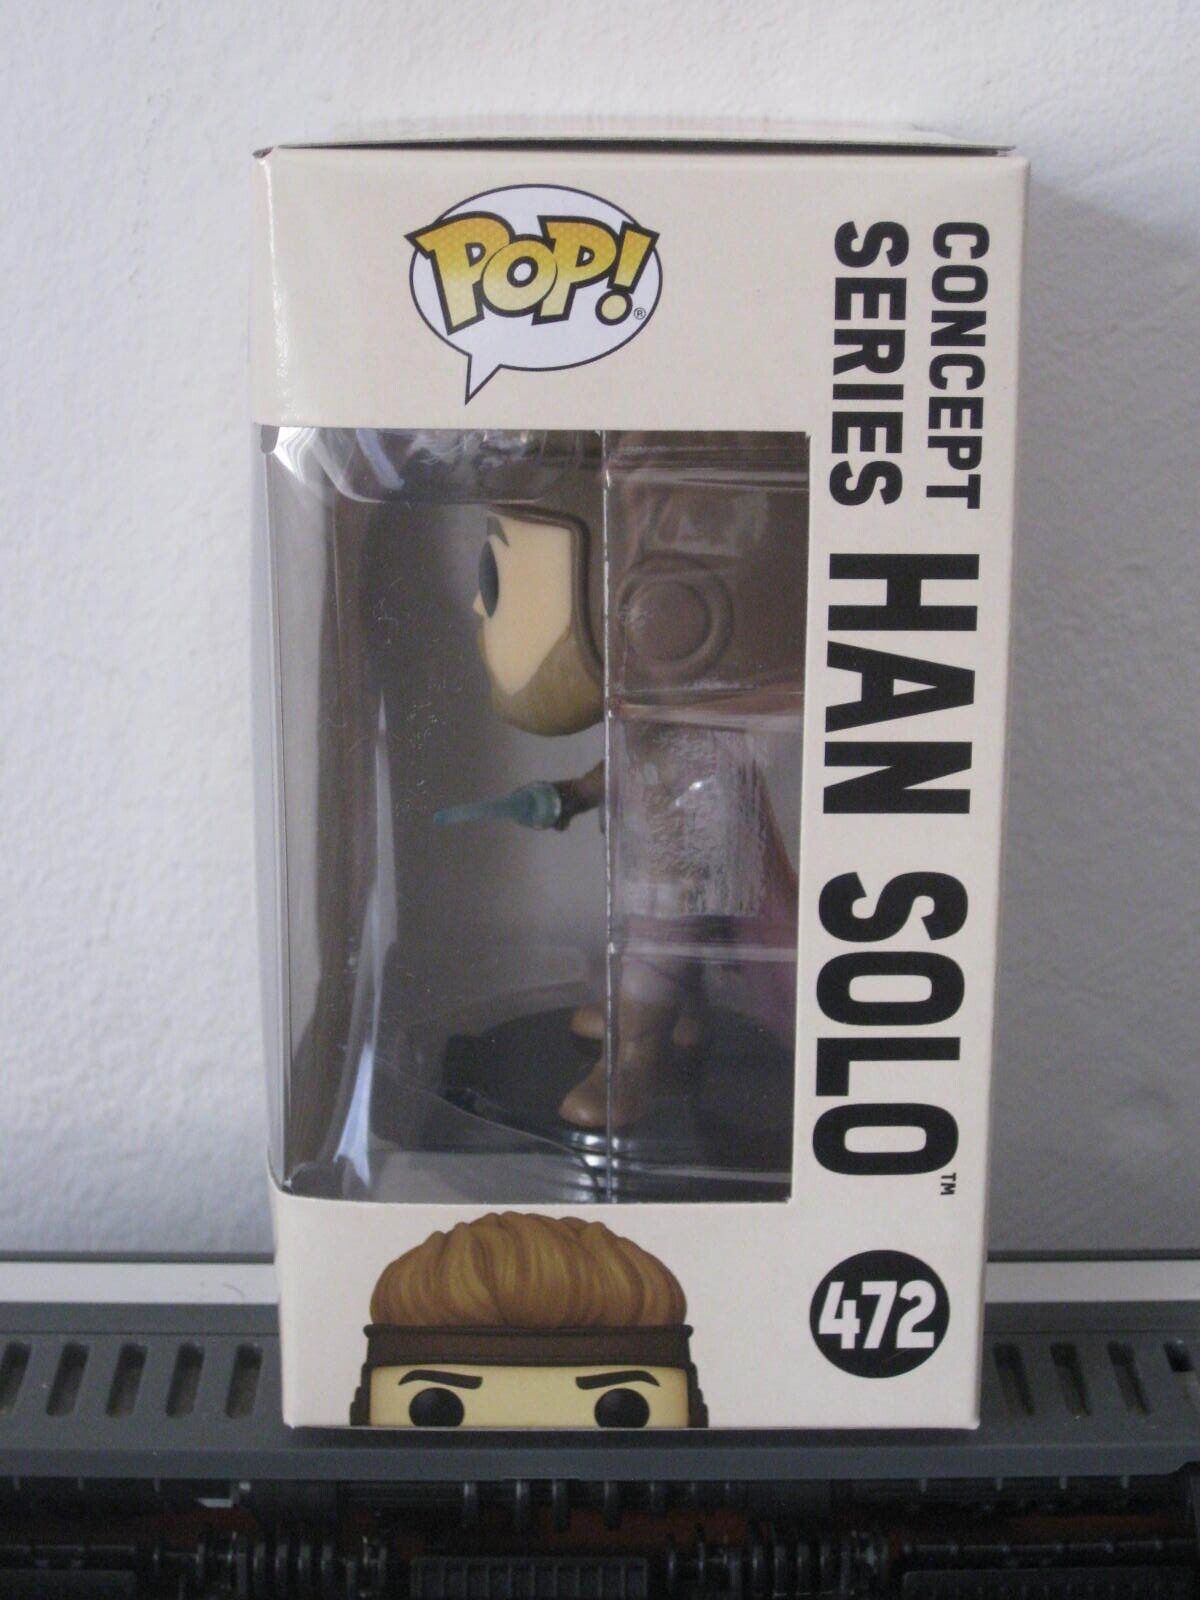 POP!®
CONCEPT
SERIES
HAN SOLO™
472